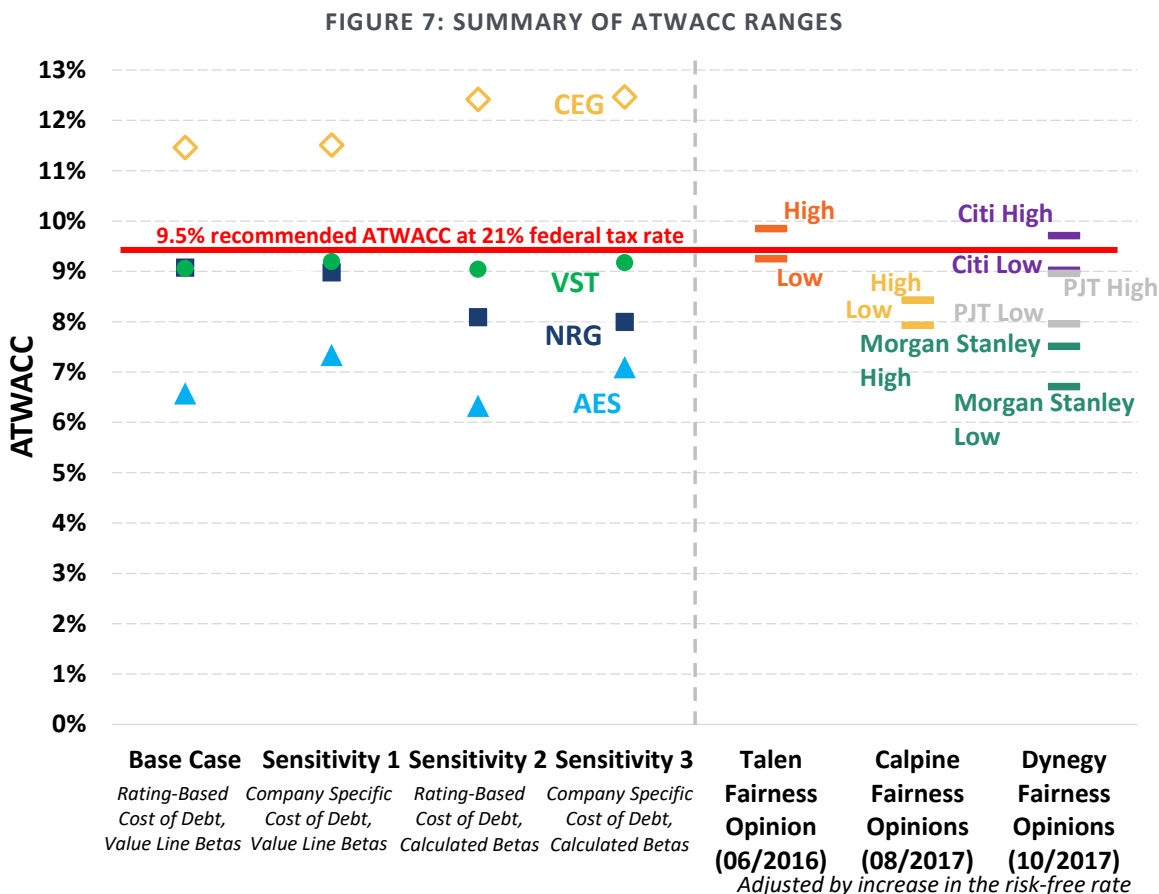 FIGURE 7: SUMMARY OF ATWACC RANGES
13%
12%
11%
10%
9%
8%
7%
6%
5%
4%
3%
2%
1%
0%
ATWACC
CEG
9.5% recommended ATWACC at 21% federal tax rate
VST
NRG
AES
High
Low
High
Low
Citi High
Citi Low
PJT High
PJT Low
Morgan Stanley
High
Morgan Stanley
Low
Base Case
Rating-Based
Cost of Debt,
Value Line Betas
Sensitivity 1
Company Specific
Cost of Debt,
Value Line Betas
Sensitivity 2
Rating-Based
Cost of Debt,
Calculated Betas
Sensitivity 3
Company Specific
Cost of Debt,
Calculated Betas
Talen
Fairness
Opinion
(06/2016)
Calpine
Fairness
Opinions
(08/2017)
Dynegy
Fairness
Opinions
(10/2017)
Adjusted by increase in the risk-free rate